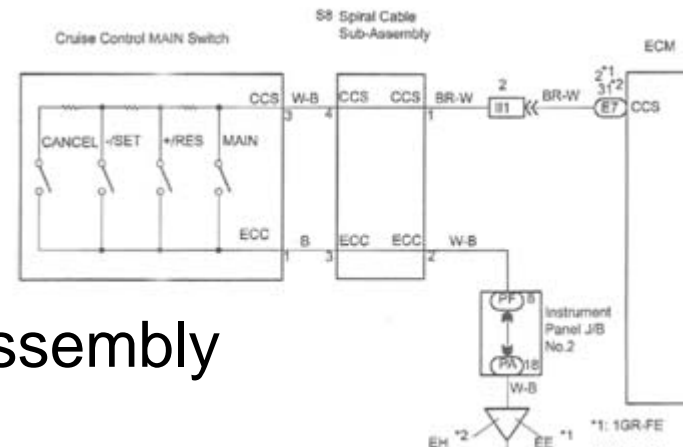 S8 Spiral Cable
Sub-Assembly
Cruise Control MAIN Switch
ECM
CCS W-B CCS CCS BR-W 2 BR-W 2*1
31*2
3 4 1 II1 E7 CCS
CANCEL -/SET +/RES MAIN
ECC B ECC ECC W-B
1 3 2
PF 8
Instrument
Panel J/B
No.2
PA 18
W-B
ssembly
EH *2 EE *1
*1: 1GR-FE